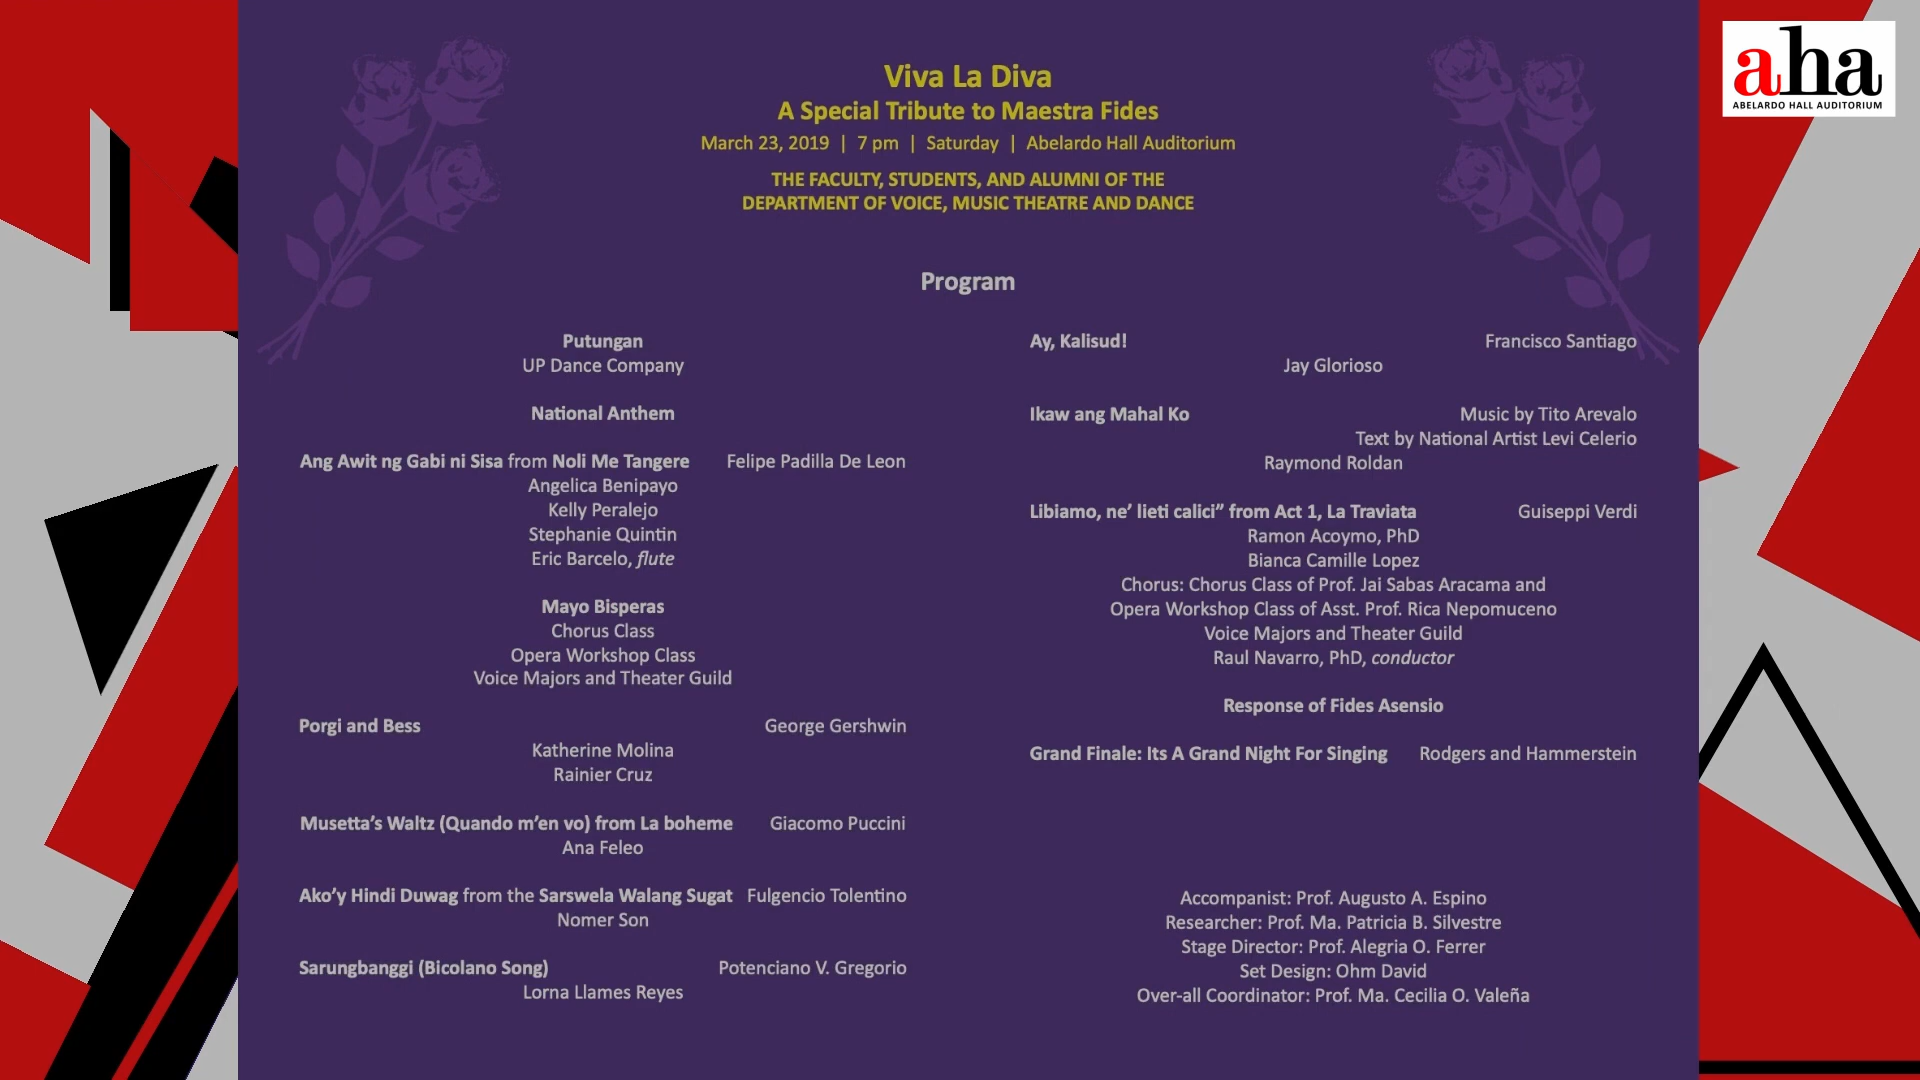 aha
ABELARDO HALL AUDITORIUM
Viva La Diva
A Special Tribute to Maestra Fides
March 23, 2019 | 7 pm | Saturday | Abelardo Hall Auditorium
THE FACULTY, STUDENTS, AND ALUMNI OF THE
DEPARTMENT OF VOICE, MUSIC THEATRE AND DANCE
Program
Putungan
UP Dance Company
National Anthem
Ang Awit ng Gabi ni Sisa from Noli Me Tangere Felipe Padilla De Leon
Angelica Benipayo
Kelly Peralejo
Stephanie Quintin
Eric Barcelo, flute
Mayo Bisperas
Chorus Class
Opera Workshop Class
Voice Majors and Theater Guild
Porgi and Bess George Gershwin
Katherine Molina
Rainier Cruz
Musetta’s Waltz (Quando m’en vo) from La boheme Giacomo Puccini
Ana Feleo
Ako’y Hindi Duwag from the Sarswela Walang Sugat Fulgencio Tolentino
Nomer Son
Sarungbanggi (Bicolano Song) Potenciano V. Gregorio
Lorna Llames Reyes
Ay, Kalisud! Francisco Santiago
Jay Glorioso
Ikaw ang Mahal Ko Music by Tito Arevalo
Text by National Artist Levi Celerio
Raymond Roldan
Libiamo, ne’ lieti calici” from Act 1, La Traviata Guiseppi Verdi
Ramon Acoymo, PhD
Bianca Camille Lopez
Chorus: Chorus Class of Prof. Jai Sabas Aracama and
Opera Workshop Class of Asst. Prof. Rica Nepomuceno
Voice Majors and Theater Guild
Raul Navarro, PhD, conductor
Response of Fides Asensio
Grand Finale: Its A Grand Night For Singing Rodgers and Hammerstein
Accompanist: Prof. Augusto A. Espino
Researcher: Prof. Ma. Patricia B. Silvestre
Stage Director: Prof. Alegria O. Ferrer
Set Design: Ohm David
Over-all Coordinator: Prof. Ma. Cecilia O. Valeña